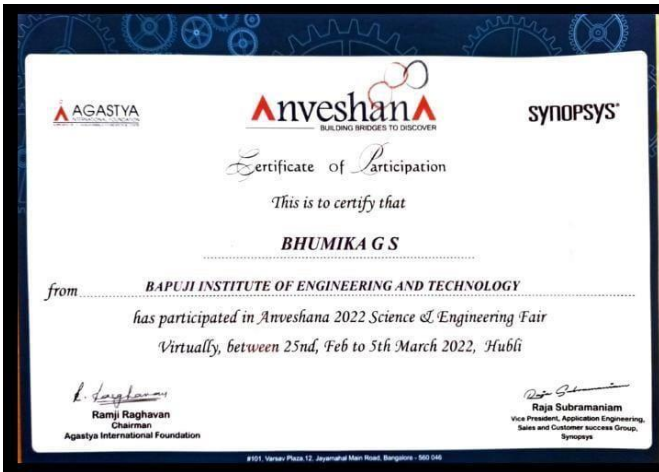 AGASTYA
INTERNATIONAL FOUNDATION
AnveshanA
BUILDING BRIDGES TO DISCOVER
SYNOPSYS®
Certificate of Participation
This is to certify that
BHUMIKA G S
from BAPUJI INSTITUTE OF ENGINEERING AND TECHNOLOGY
has participated in Anveshana 2022 Science & Engineering Fair
Virtually, between 25nd, Feb to 5th March 2022, Hubli
Ramji Raghavan
Chairman
Agastya International Foundation
Raja Subramaniam
Vice President, Application Engineering,
Sales and Customer success Group,
Synopsys
#101, Varsav Plaza,12, Jayamahal Main Road, Bangalore - 560 046